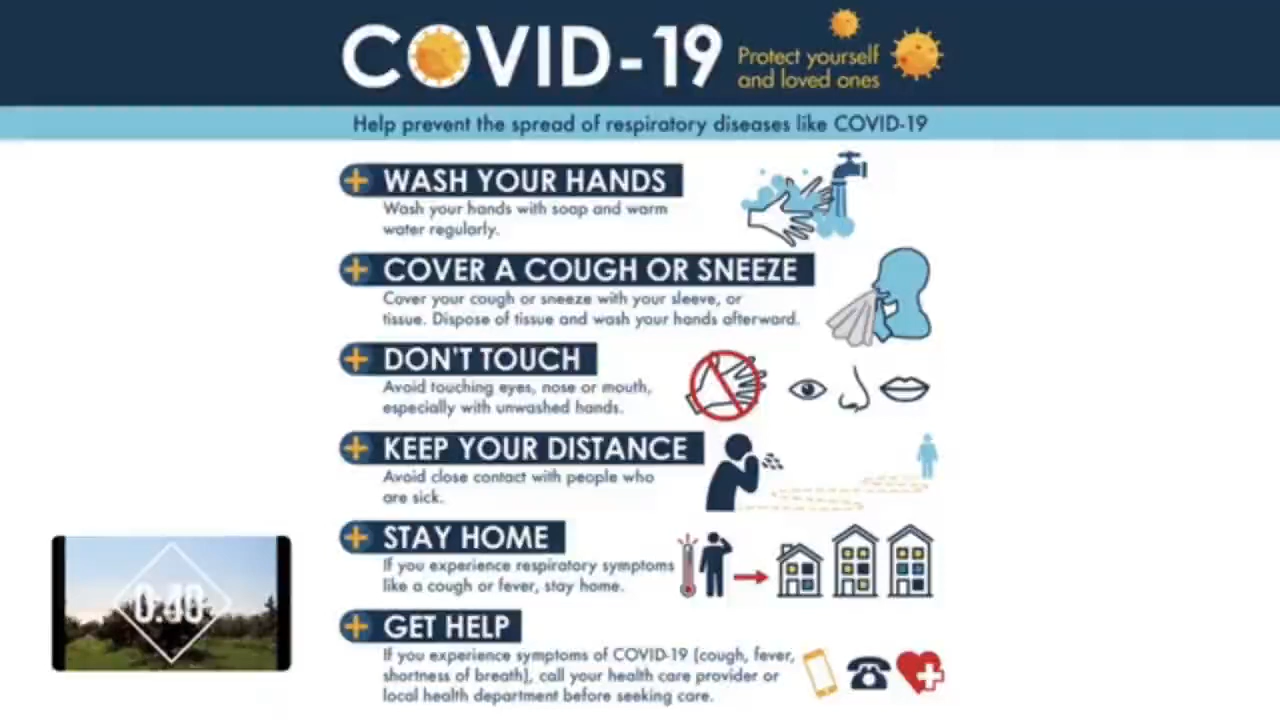 COVID-19
Protect yourself
and loved ones
Help prevent the spread of respiratory diseases like COVID-19
WASH YOUR HANDS
Wash your hands with soap and warm
water regularly.
COVER A COUGH OR SNEEZE
Cover your cough or sneeze with your sleeve, or
tissue. Dispose of tissue and wash your hands afterward.
DON'T TOUCH
Avoid touching eyes, nose or mouth,
especially with unwashed hands.
KEEP YOUR DISTANCE
Avoid close contact with people who
are sick.
STAY HOME
If you experience respiratory symptoms
like a cough or fever, stay home.
GET HELP
If you experience symptoms of COVID-19 (cough, fever,
shortness of breath), call your health care provider or
local health department before seeking care.